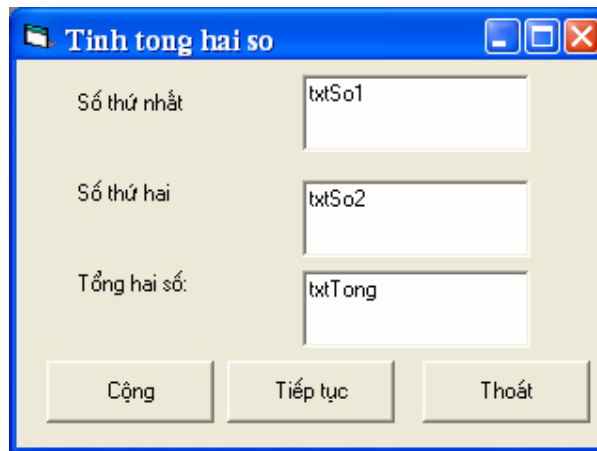 Tinh tong hai so
Số thứ nhất
txtSo1
Số thứ hai
txtSo2
Tổng hai số:
txtTong
Cộng
Tiếp tục
Thoát